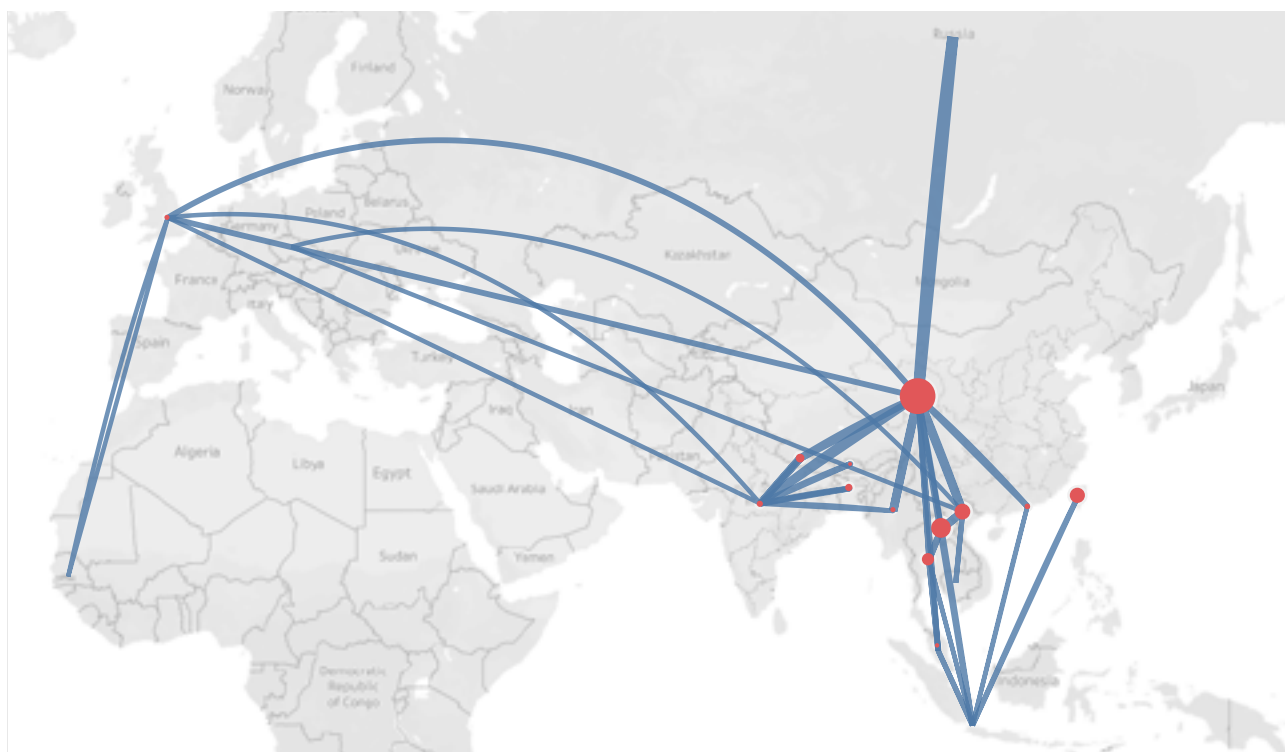 Russia
Finland
Norwa
Belarus
Poland
Germany
Kazakhstan
France
Mongolia
Italy
Spain
Turkey
Japan
Iraq
Iran
Algeria
Pakistan
Libya
Egypt
Saudi Arabia
Sudan
Yemen
Democratic
Republic
of Congo
Indonesia